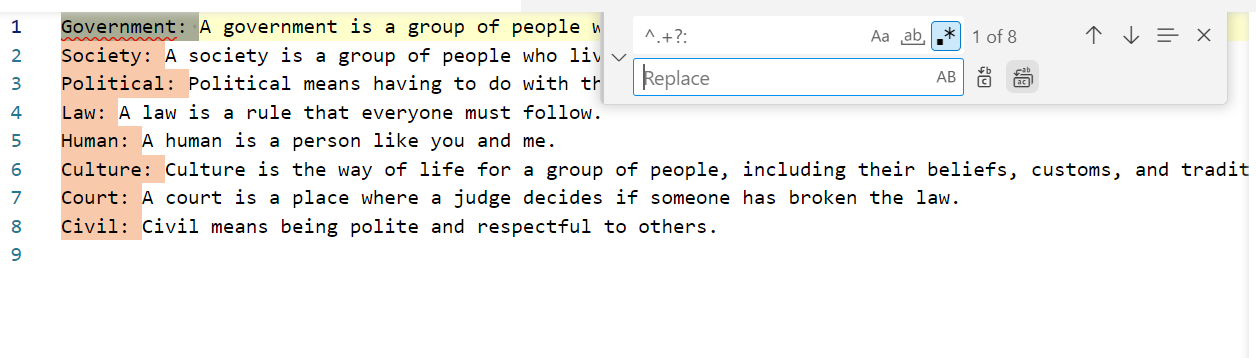 1 Government: A government is a group of people
2 Society: A society is a group of people who
3 Political: Political means having to do with
4 Law: A law is a rule that everyone must follow.
5 Human: A human is a person like you and me.
6 Culture: Culture is the way of life for a group of people, including their beliefs, customs, and
7 Court: A court is a place where a judge decides if someone has broken the law.
8 Civil: Civil means being polite and respectful to others.
9
^.+?: Aa ab .* 1 of 8
Replace AB